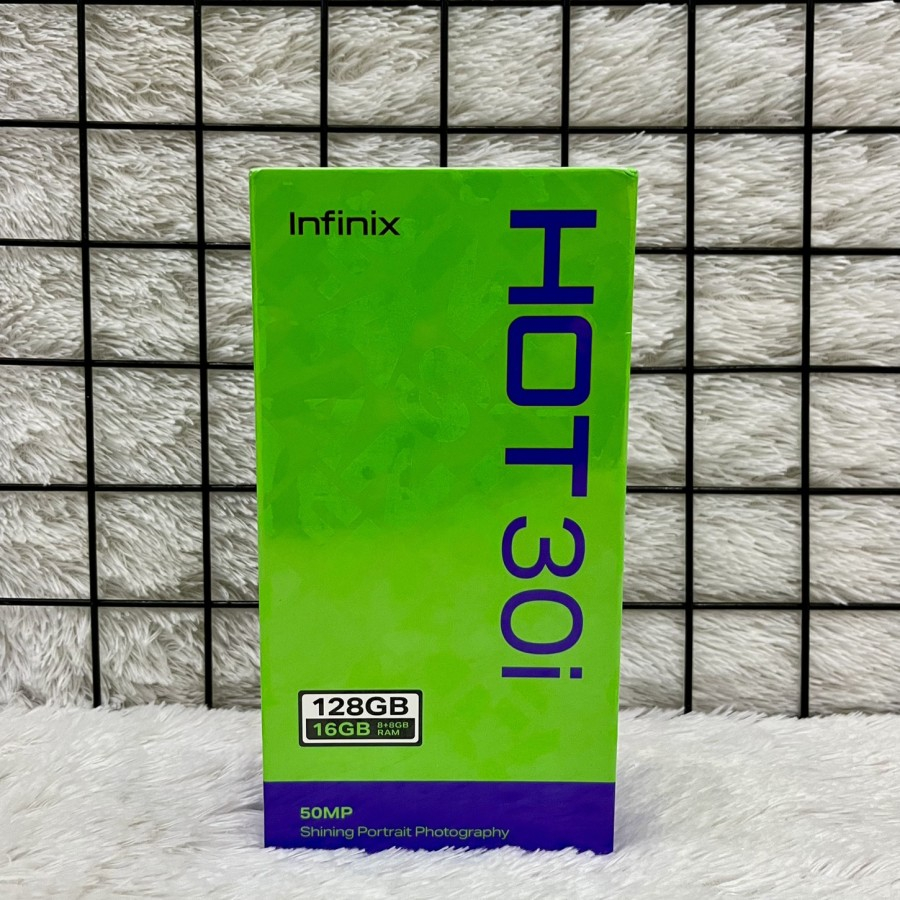 Infinix
HOT 30i
128GB
16GB 8+8GB RAM
50MP
Shining Portrait Photography